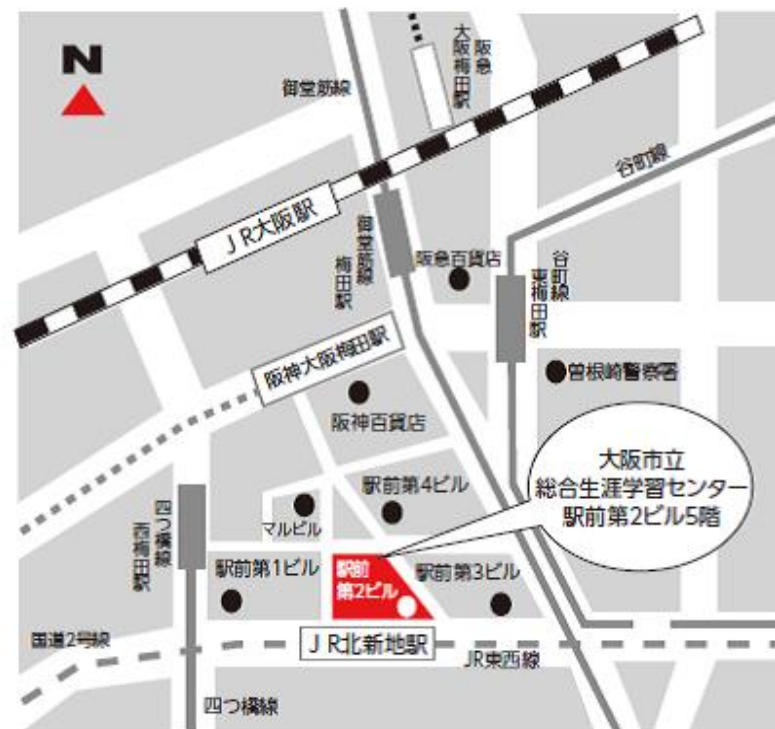 N
御堂筋線
阪急
大阪梅田駅
谷町線
JR大阪駅
御堂筋線
梅田駅
阪急百貨店
谷町線
東梅田駅
阪神大阪梅田駅
曽根崎警察署
阪神百貨店
大阪市立
総合生涯学習センター
駅前第2ビル5階
駅前第4ビル
マルビル
四つ橋線
西梅田駅
駅前第1ビル
駅前
第2ビル
駅前第3ビル
国道2号線
JR北新地駅
JR東西線
四つ橋線